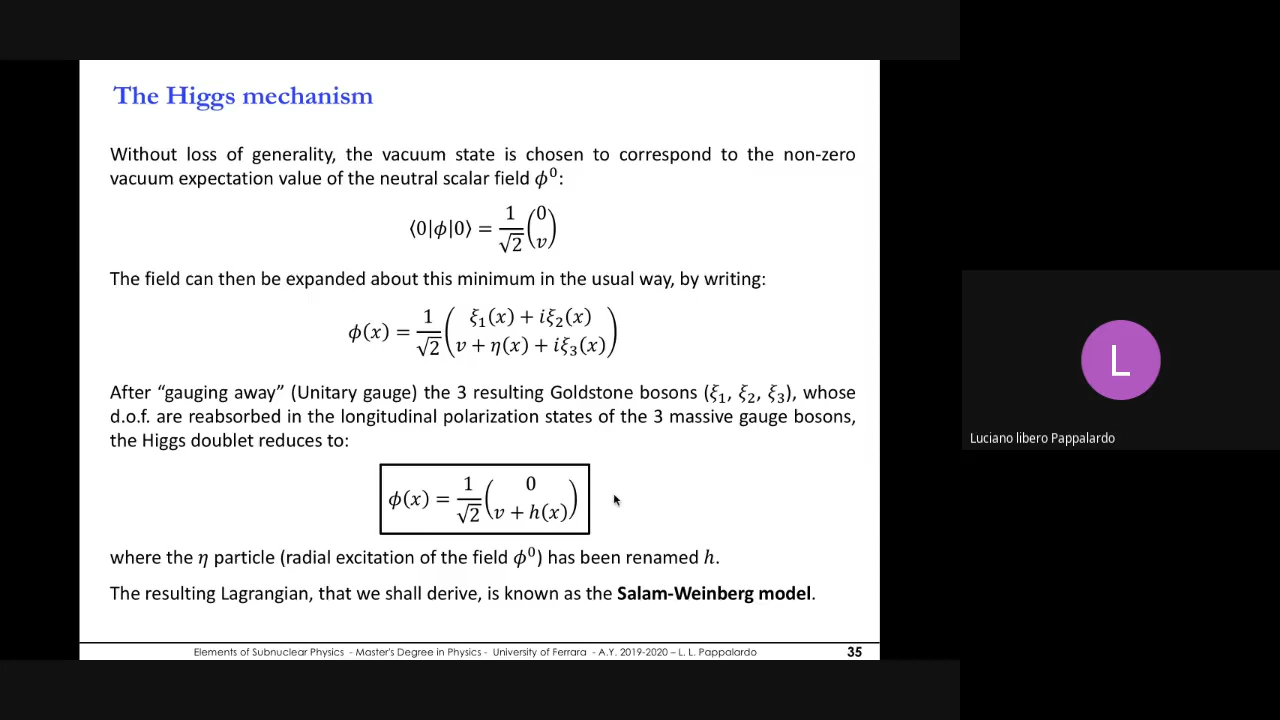 The Higgs mechanism
Without loss of generality, the vacuum state is chosen to correspond to the non-zero
vacuum expectation value of the neutral scalar field 𝜙⁰:
⟨0|𝜙|0⟩ = 1/√2 (0 / 𝑣)
The field can then be expanded about this minimum in the usual way, by writing:
𝜙(𝑥) = 1/√2 (𝜉₁(𝑥) + 𝑖𝜉₂(𝑥) / 𝑣 + 𝜂(𝑥) + 𝑖𝜉₃(𝑥))
After “gauging away” (Unitary gauge) the 3 resulting Goldstone bosons (𝜉₁, 𝜉₂, 𝜉₃), whose
d.o.f. are reabsorbed in the longitudinal polarization states of the 3 massive gauge bosons,
the Higgs doublet reduces to:
𝜙(𝑥) = 1/√2 (0 / 𝑣 + ℎ(𝑥))
where the 𝜂 particle (radial excitation of the field 𝜙⁰) has been renamed ℎ.
The resulting Lagrangian, that we shall derive, is known as the Salam-Weinberg model.
Elements of Subnuclear Physics - Master's Degree in Physics - University of Ferrara - A.Y. 2019-2020 – L. L. Pappalardo
35
L
Luciano libero Pappalardo